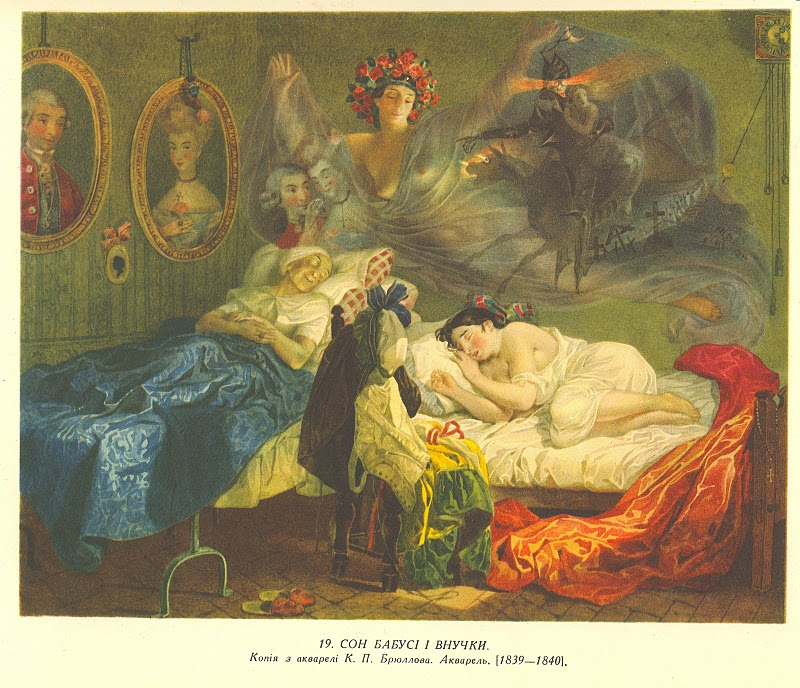 19. СОН БАБУСІ І ВНУЧКИ.
Копія з акварелі К. П. Брюллова. Акварель. [1839—1840].